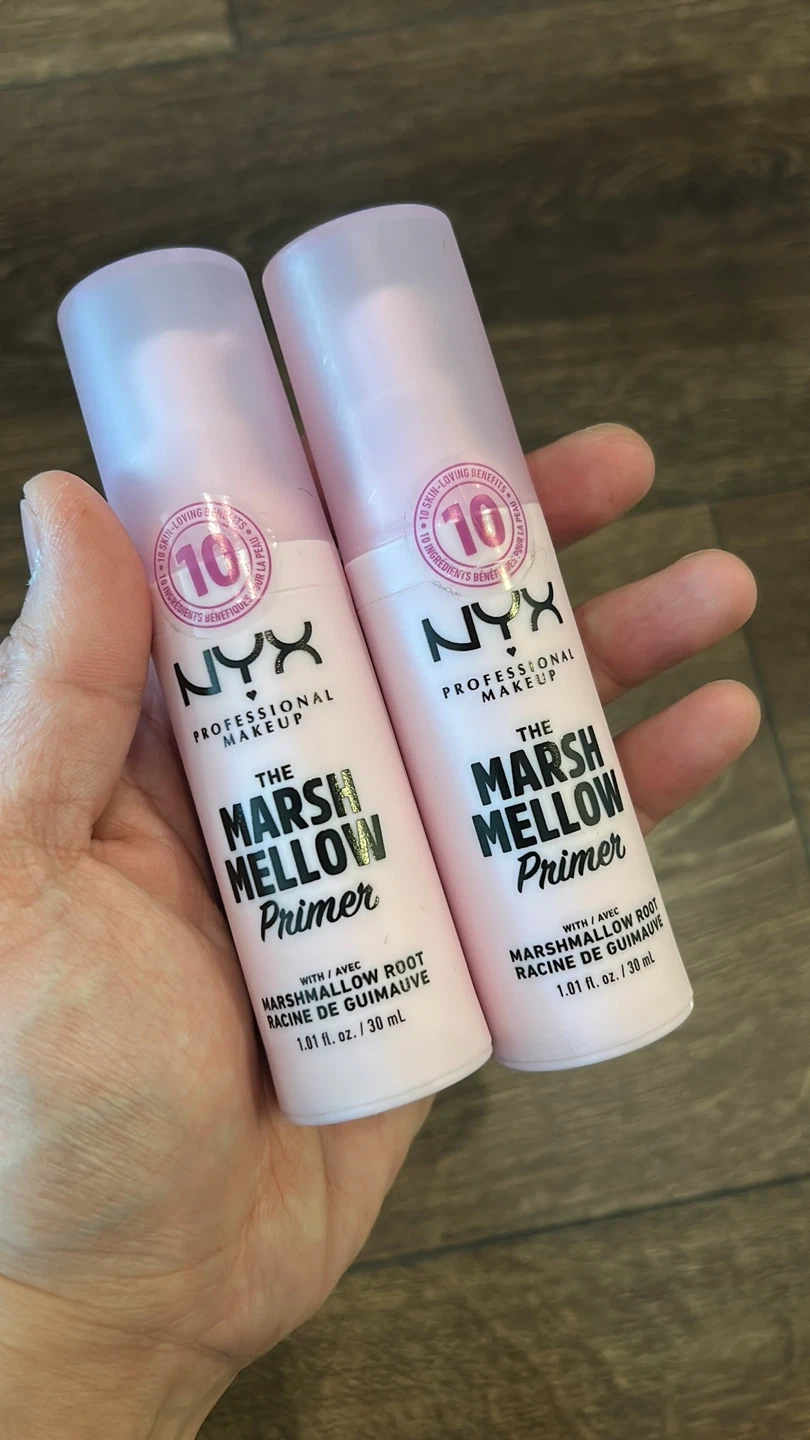 10 SKIN-LOVING BENEFITS
10
10 INGRÉDIENTS BÉNÉFIQUES POUR LA PEAU
NYX
PROFESSIONAL
MAKEUP
THE
MARSH
MELLOW
Primer
WITH / AVEC
MARSHMALLOW ROOT
RACINE DE GUIMAUVE
1.01 fl. oz. / 30 mL
10 SKIN-LOVING BENEFITS
10
10 INGRÉDIENTS BÉNÉFIQUES POUR LA PEAU
NYX
PROFESSIONAL
MAKEUP
THE
MARSH
MELLOW
Primer
WITH / AVEC
MARSHMALLOW ROOT
RACINE DE GUIMAUVE
1.01 fl. oz. / 30 mL